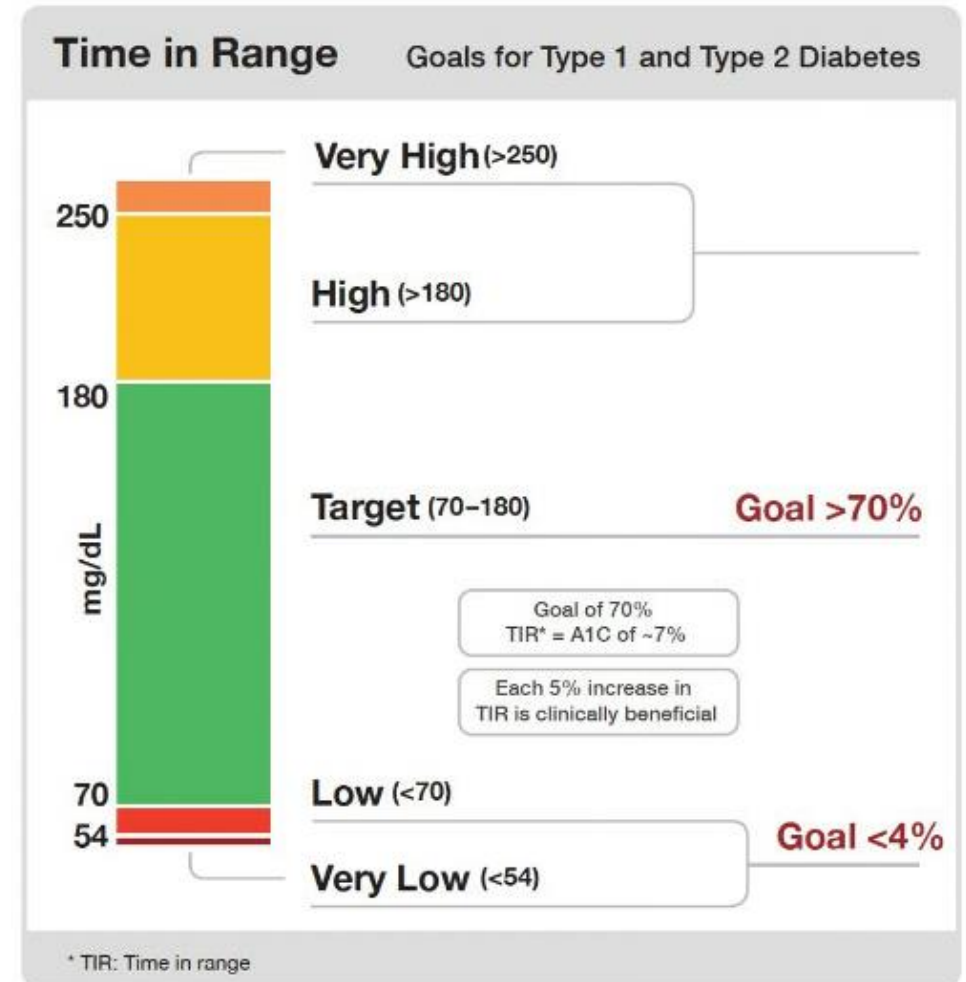 Time in Range Goals for Type 1 and Type 2 Diabetes
Very High (>250)
250
High (>180)
180
Target (70–180) Goal >70%
mg/dL
Goal of 70%
TIR* = A1C of ~7%
Each 5% increase in
TIR is clinically beneficial
70
Low (<70)
54
Goal <4%
Very Low (<54)
* TIR: Time in range